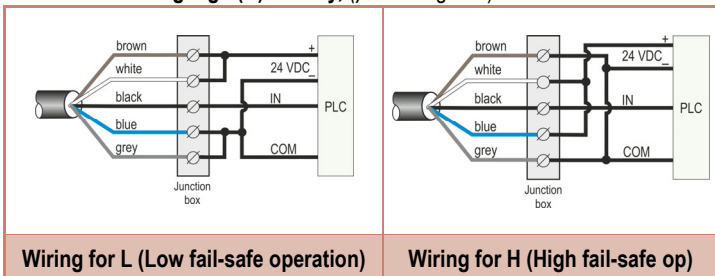 brown
white
black
blue
grey
+
24 VDC
_
IN
COM
PLC
Junction
box
brown
white
black
blue
grey
+
24 VDC
_
IN
COM
PLC
Junction
box
Wiring for L (Low fail-safe operation)
Wiring for H (High fail-safe op)